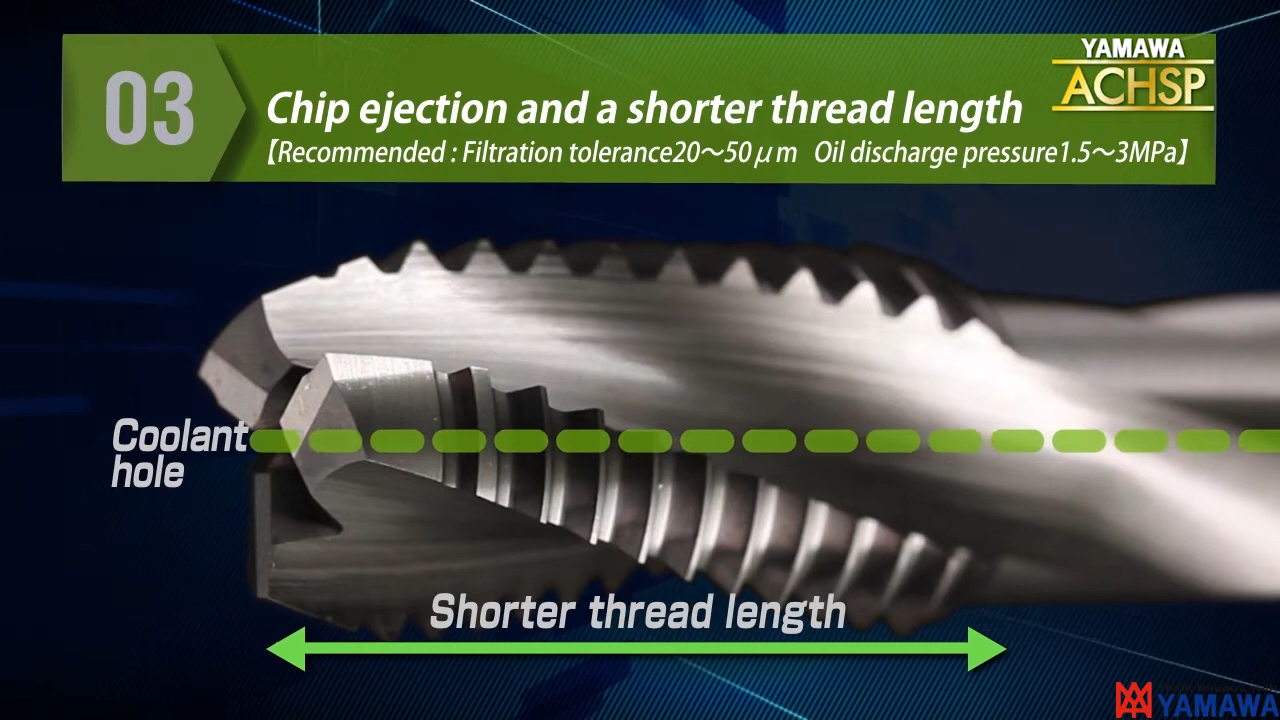 03
YAMAWA
ACHSP
Chip ejection and a shorter thread length
【Recommended : Filtration tolerance20～50μm Oil discharge pressure1.5～3MPa】
Coolant
hole
Shorter thread length
YAMAWA